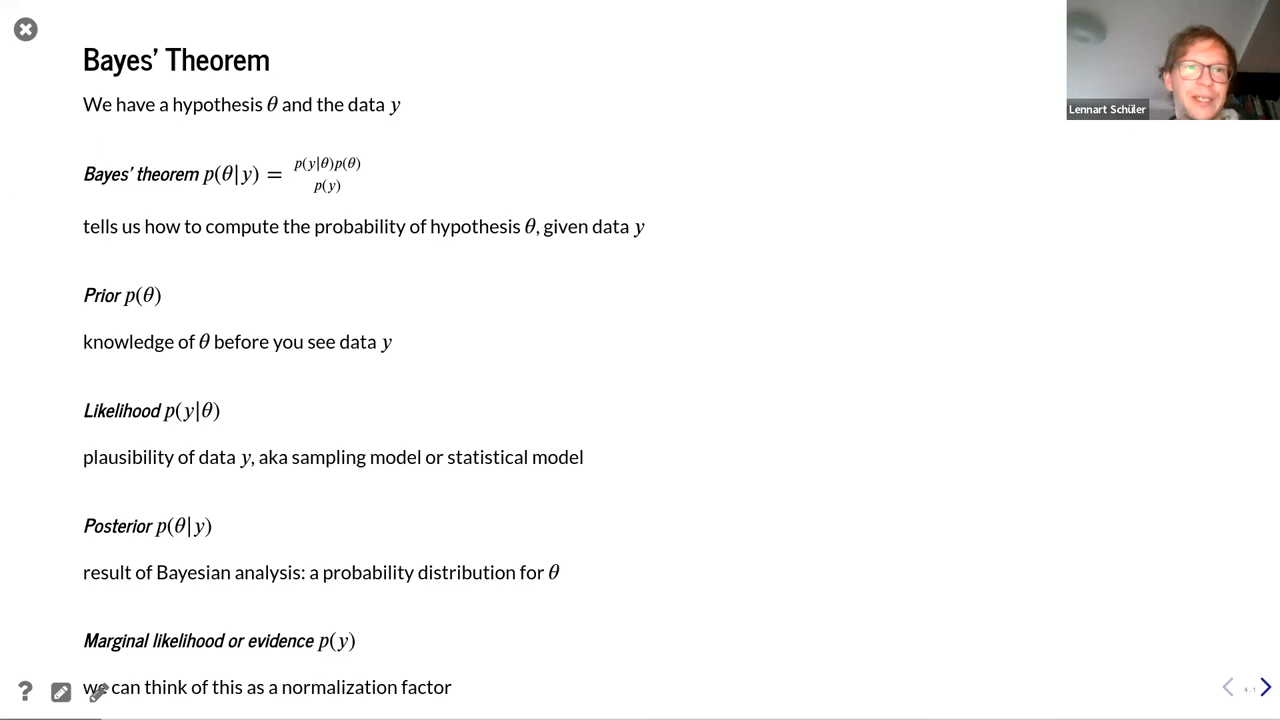 Bayes' Theorem
We have a hypothesis θ and the data y
Bayes' theorem p(θ|y) = p(y|θ)p(θ) / p(y)
tells us how to compute the probability of hypothesis θ, given data y
Prior p(θ)
knowledge of θ before you see data y
Likelihood p(y|θ)
plausibility of data y, aka sampling model or statistical model
Posterior p(θ|y)
result of Bayesian analysis: a probability distribution for θ
Marginal likelihood or evidence p(y)
we can think of this as a normalization factor
Lennart Schüler
?
4.1